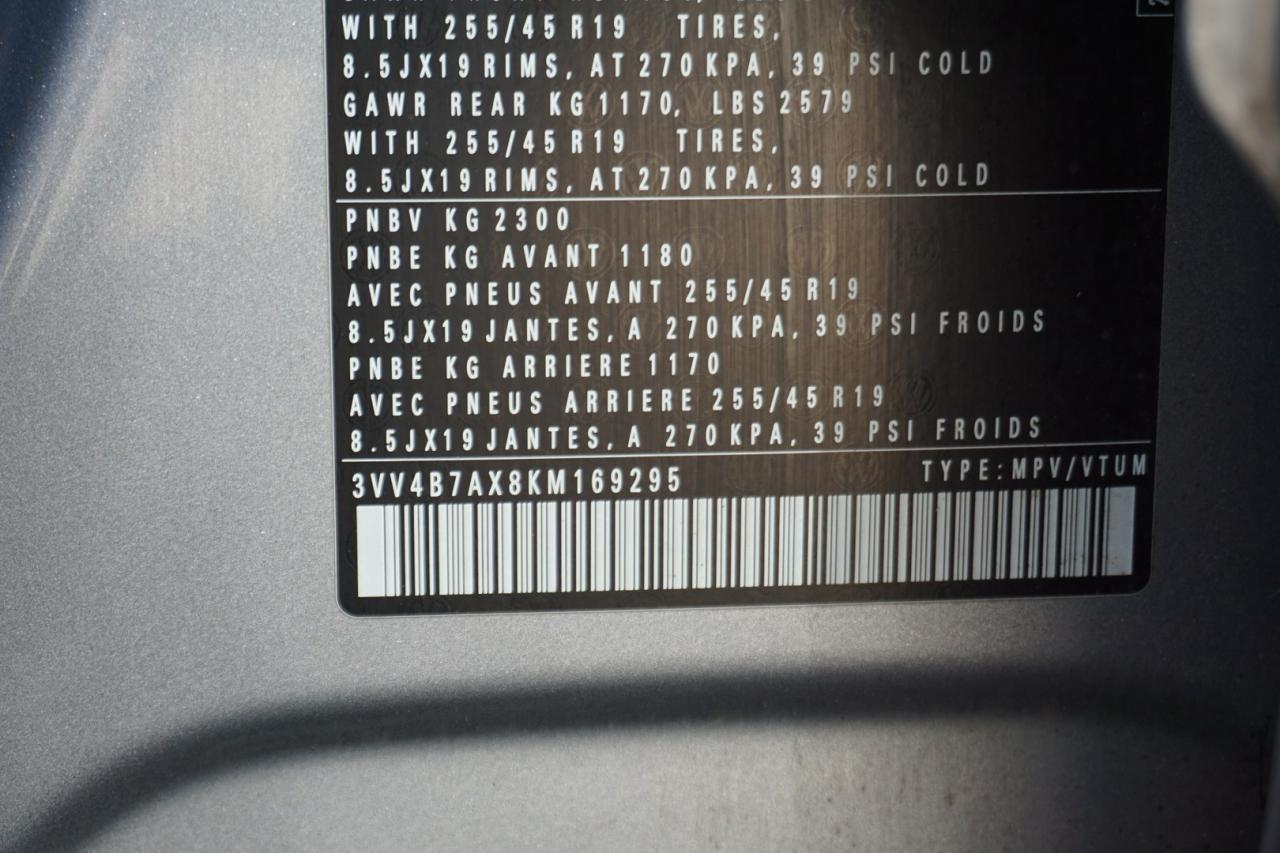 WITH 255/45 R19 TIRES,
8.5JX19 RIMS, AT 270 KPA, 39 PSI COLD
GAWR REAR KG 1170, LBS 2579
WITH 255/45 R19 TIRES,
8.5JX19 RIMS, AT 270 KPA, 39 PSI COLD
PNBV KG 2300
PNBE KG AVANT 1180
AVEC PNEUS AVANT 255/45 R19
8.5JX19 JANTES, A 270 KPA, 39 PSI FROIDS
PNBE KG ARRIERE 1170
AVEC PNEUS ARRIERE 255/45 R19
8.5JX19 JANTES, A 270 KPA, 39 PSI FROIDS
3VV4B7AX8KM169295 TYPE: MPV/VTUM